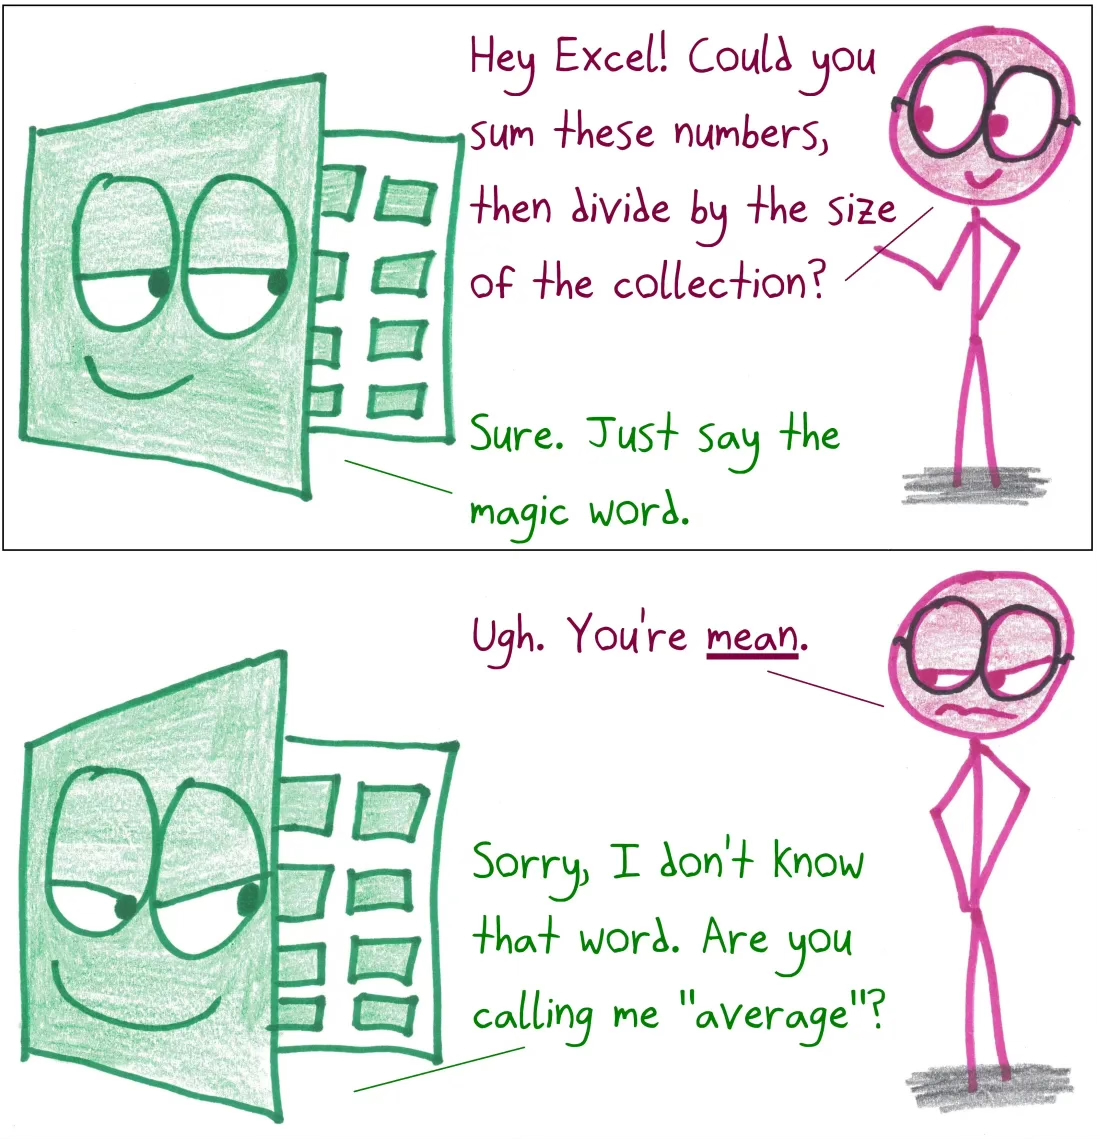 Hey Excel! Could you
sum these numbers,
then divide by the size
of the collection?
Sure. Just say the
magic word.
Ugh. You're mean.
Sorry, I don't know
that word. Are you
calling me "average"?